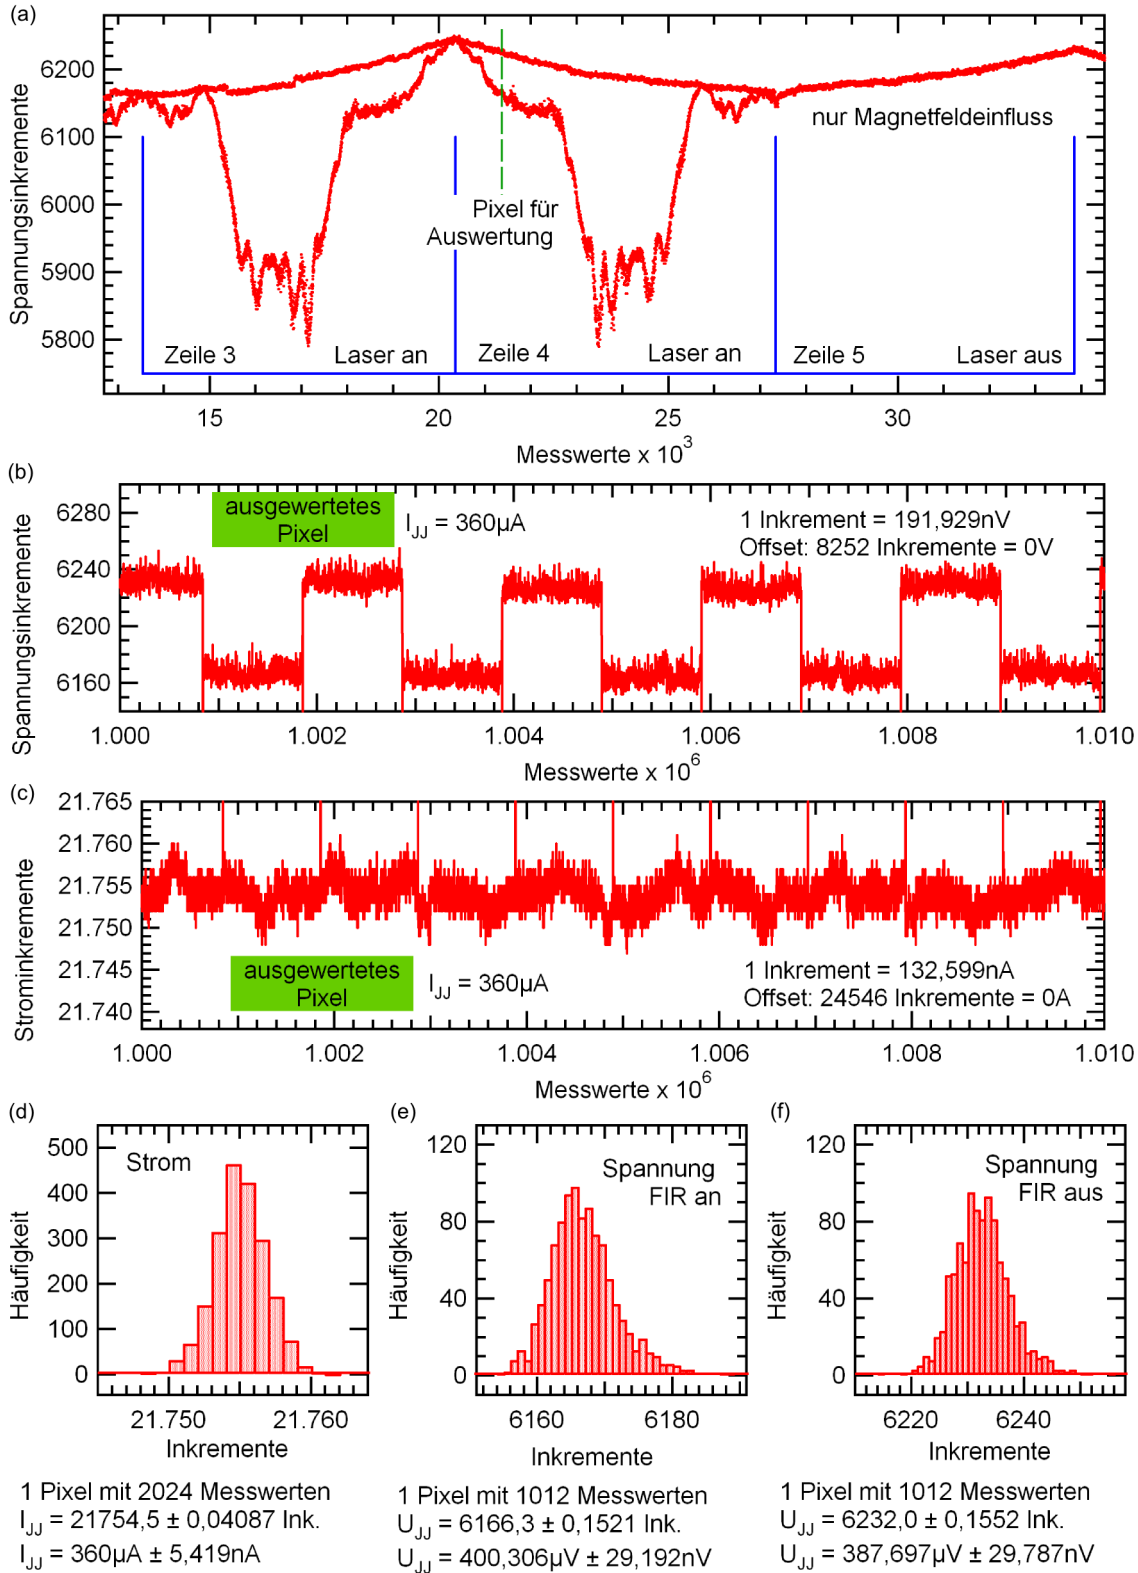 (a)
Spannungsinkremente
6200
6100
6000
5900
5800
nur Magnetfeldeinfluss
Pixel für
Auswertung
Zeile 3
Laser an
Zeile 4
Laser an
Zeile 5
Laser aus
15
20
25
30
Messwerte x 10³
(b)
Spannungsinkremente
6280
6240
6200
6160
ausgewertetes
Pixel
I_JJ = 360µA
1 Inkrement = 191,929nV
Offset: 8252 Inkremente = 0V
1.000
1.002
1.004
1.006
1.008
1.010
Messwerte x 10⁶
(c)
Strominkremente
21.765
21.760
21.755
21.750
21.745
21.740
ausgewertetes
Pixel
I_JJ = 360µA
1 Inkrement = 132,599nA
Offset: 24546 Inkremente = 0A
1.000
1.002
1.004
1.006
1.008
1.010
Messwerte x 10⁶
(d)
Häufigkeit
500
400
300
200
100
0
Strom
21.750
21.760
Inkremente
1 Pixel mit 2024 Messwerten
I_JJ = 21754,5 ± 0,04087 Ink.
I_JJ = 360µA ± 5,419nA
(e)
Häufigkeit
120
80
40
0
Spannung
FIR an
6160
6180
Inkremente
1 Pixel mit 1012 Messwerten
U_JJ = 6166,3 ± 0,1521 Ink.
U_JJ = 400,306µV ± 29,192nV
(f)
Häufigkeit
120
80
40
0
Spannung
FIR aus
6220
6240
Inkremente
1 Pixel mit 1012 Messwerten
U_JJ = 6232,0 ± 0,1552 Ink.
U_JJ = 387,697µV ± 29,787nV